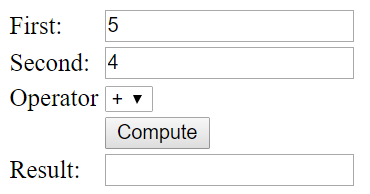 First: 5
Second: 4
Operator + ▼
Compute
Result: